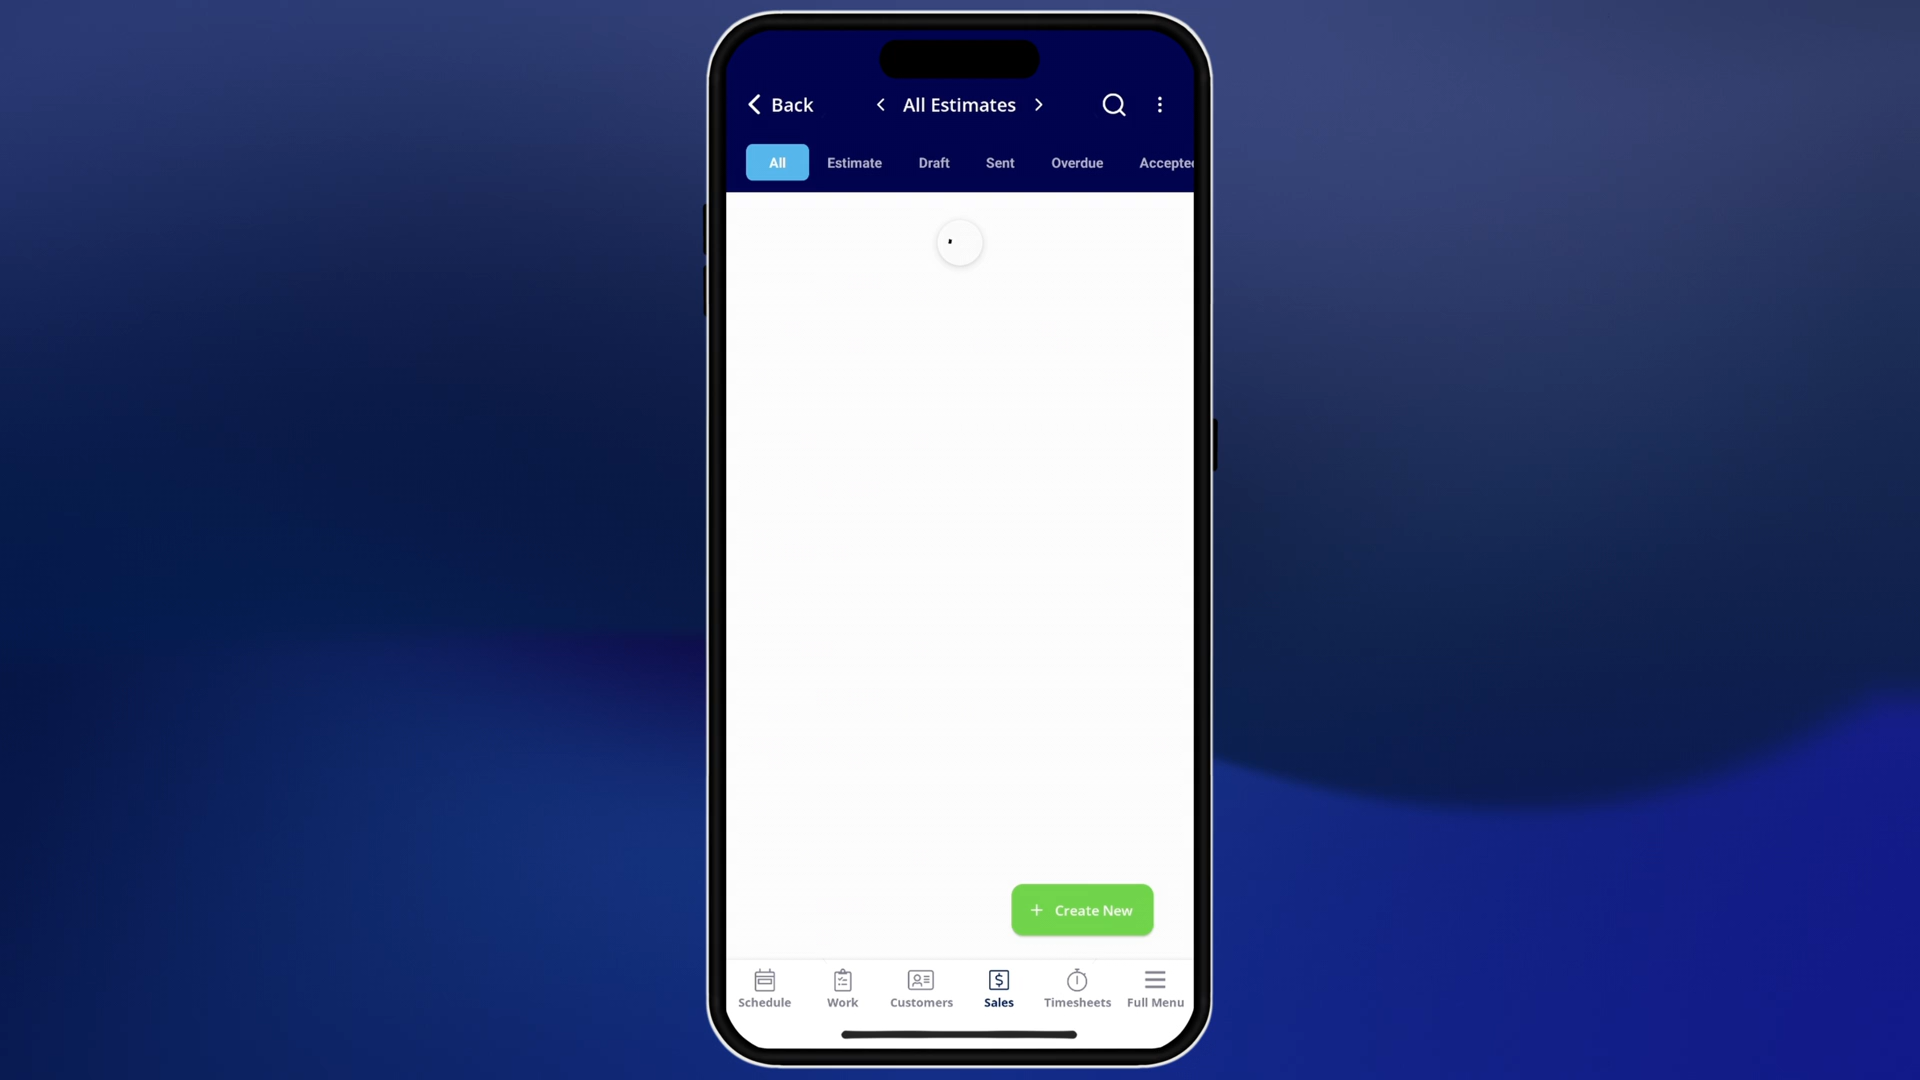 Back
All Estimates
All Estimate Draft Sent Overdue Accepted
+ Create New
Schedule Work Customers Sales Timesheets Full Menu